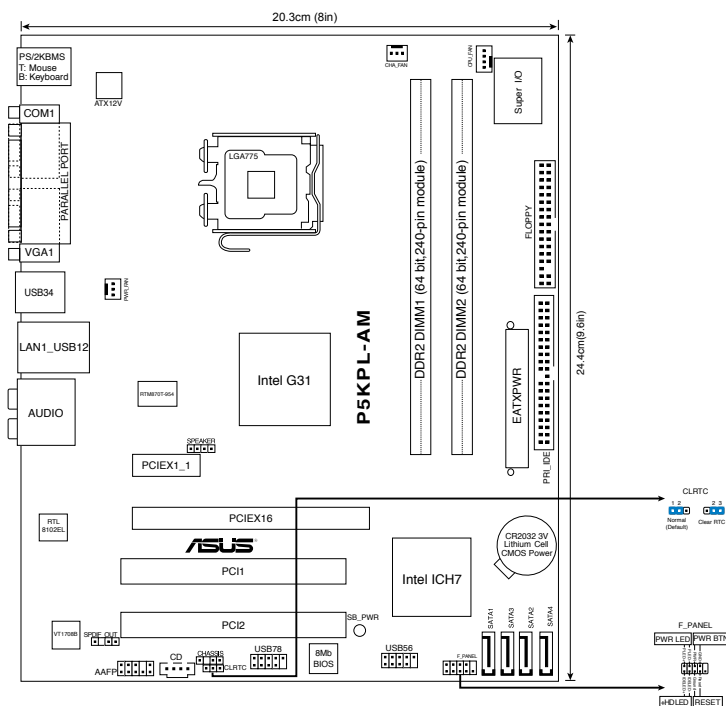 20.3cm (8in)
PS/2KBMS
T: Mouse
B: Keyboard
ATX12V
CHA_FAN
CPU_FAN
Super I/O
COM1
PARALLEL PORT
VGA1
LGA775
DDR2 DIMM1 (64 bit,240-pin module)
DDR2 DIMM2 (64 bit,240-pin module)
FLOPPY
24.4cm(9.6in)
USB34
PWR_FAN
LAN1_USB12
Intel G31
P5KPL-AM
EATXPWR
PRI_IDE
AUDIO
RTM870T-954
SPEAKER
PCIEX1_1
CLRTC
1 2
2 3
Normal
(Default)
Clear RTC
RTL
8102EL
PCIEX16
ASUS
CR2032 3V
Lithium Cell
CMOS Power
PCI1
Intel ICH7
PCI2
SB_PWR
SATA1
SATA3
SATA2
SATA4
VT1708B
SPDIF_OUT
AAFP
CD
CHASSIS
CLRTC
USB78
8Mb
BIOS
USB56
F_PANEL
F_PANEL
PWR LED
PWR BTN
RESET